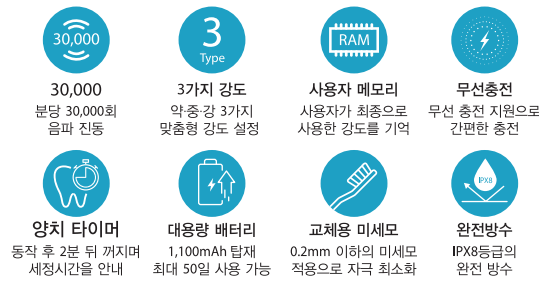 30,000
3
Type
RAM
30,000
분당 30,000회
음파 진동
3가지 강도
약·중·강 3가지
맞춤형 강도 설정
사용자 메모리
사용자가 최종으로
사용한 강도를 기억
무선충전
무선 충전 지원으로
간편한 충전
IPX8
양치 타이머
동작 후 2분 뒤 꺼지며
세정시간을 안내
대용량 배터리
1,100mAh 탑재
최대 50일 사용 가능
교체용 미세모
0.2mm 이하의 미세모
적용으로 자극 최소화
완전방수
IPX8등급의
완전 방수